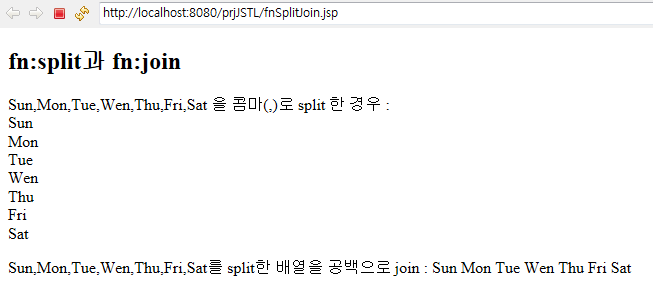 http://localhost:8080/prjJSTL/fnSplitJoin.jsp
fn:split과 fn:join
Sun,Mon,Tue,Wen,Thu,Fri,Sat 을 콤마(,)로 split 한 경우 :
Sun
Mon
Tue
Wen
Thu
Fri
Sat
Sun,Mon,Tue,Wen,Thu,Fri,Sat를 split한 배열을 공백으로 join : Sun Mon Tue Wen Thu Fri Sat